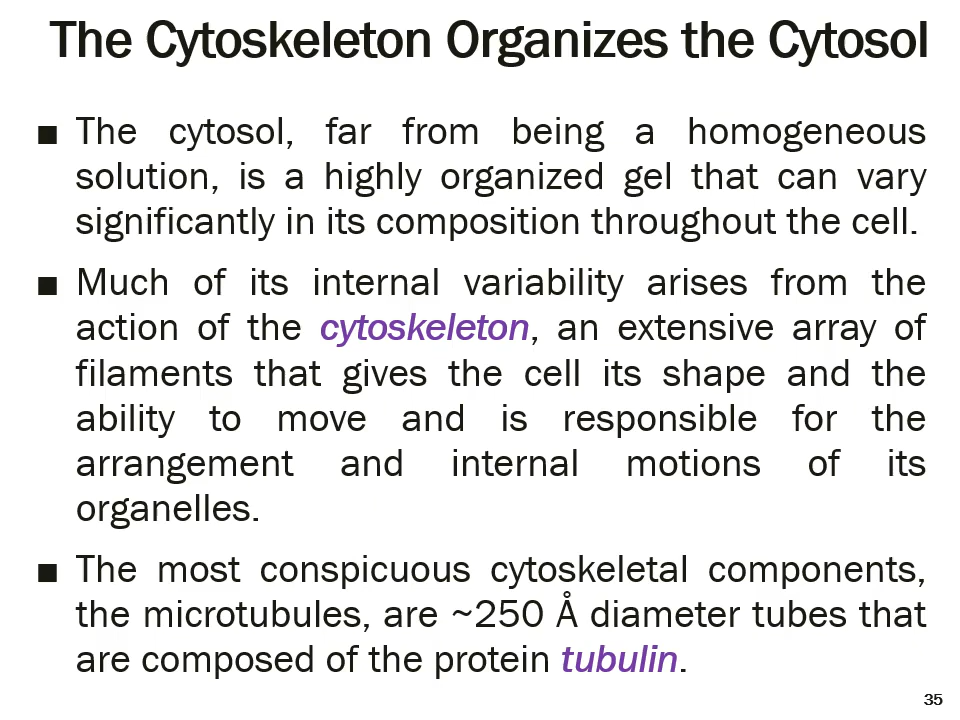 The Cytoskeleton Organizes the Cytosol
■ The cytosol, far from being a homogeneous
solution, is a highly organized gel that can vary
significantly in its composition throughout the cell.
■ Much of its internal variability arises from the
action of the cytoskeleton, an extensive array of
filaments that gives the cell its shape and the
ability to move and is responsible for the
arrangement and internal motions of its
organelles.
■ The most conspicuous cytoskeletal components,
the microtubules, are ~250 Å diameter tubes that
are composed of the protein tubulin.
35